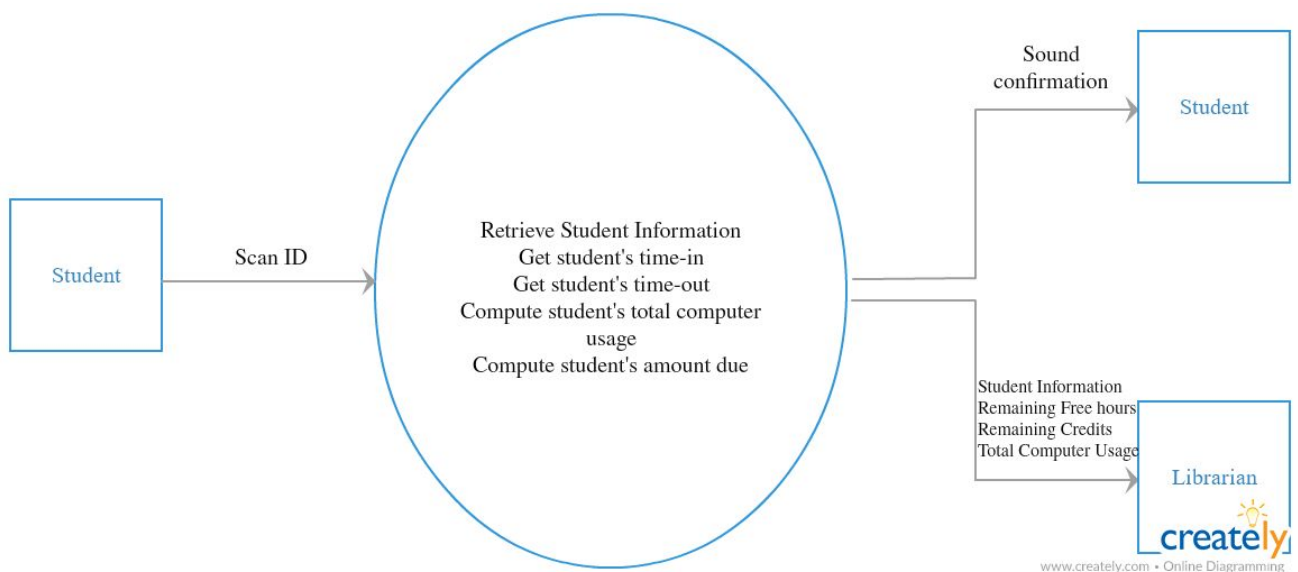 Student
Scan ID
Retrieve Student Information
Get student's time-in
Get student's time-out
Compute student's total computer
usage
Compute student's amount due
Sound
confirmation
Student
Student Information
Remaining Free hours
Remaining Credits
Total Computer Usage
Librarian
creately
www.creately.com • Online Diagramming